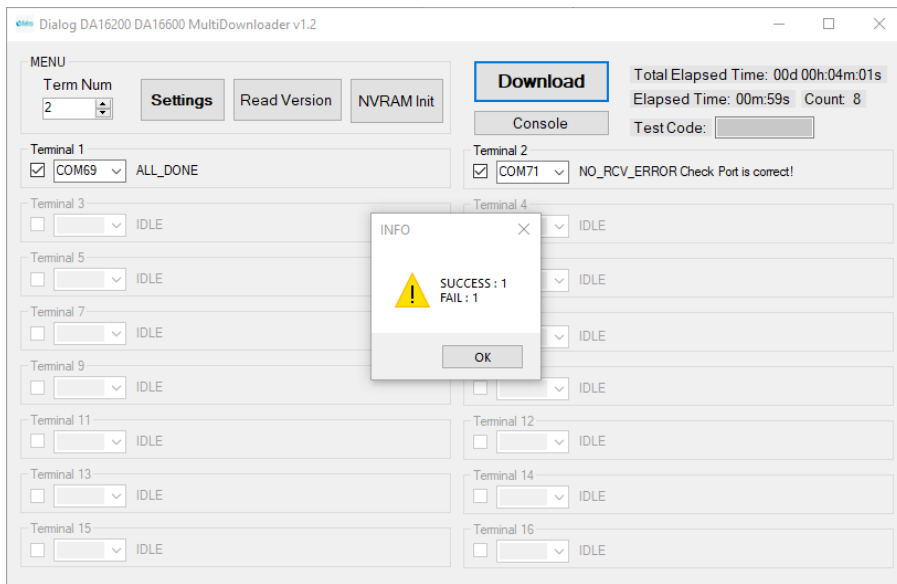 Dialog DA16200 DA16600 MultiDownloader v1.2
MENU
Term Num
2
Settings
Read Version
NVRAM Init
Download
Console
Total Elapsed Time: 00d 00h:04m:01s
Elapsed Time: 00m:59s Count: 8
Test Code:
Terminal 1
COM69 ALL_DONE
Terminal 2
COM71 NO_RCV_ERROR Check Port is correct!
Terminal 3
IDLE
Terminal 4
IDLE
Terminal 5
IDLE
IDLE
Terminal 7
IDLE
IDLE
Terminal 9
IDLE
IDLE
Terminal 11
IDLE
Terminal 12
IDLE
Terminal 13
IDLE
Terminal 14
IDLE
Terminal 15
IDLE
Terminal 16
IDLE
INFO
SUCCESS : 1
FAIL : 1
OK